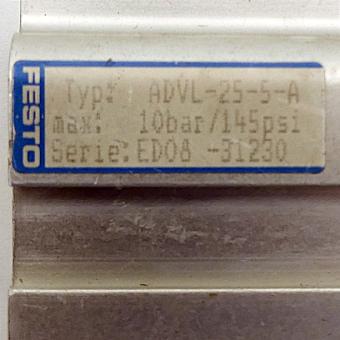 FESTO
Typ: ADVL-25-5-A
max: 10bar/145psi
Serie: ED08 -31230